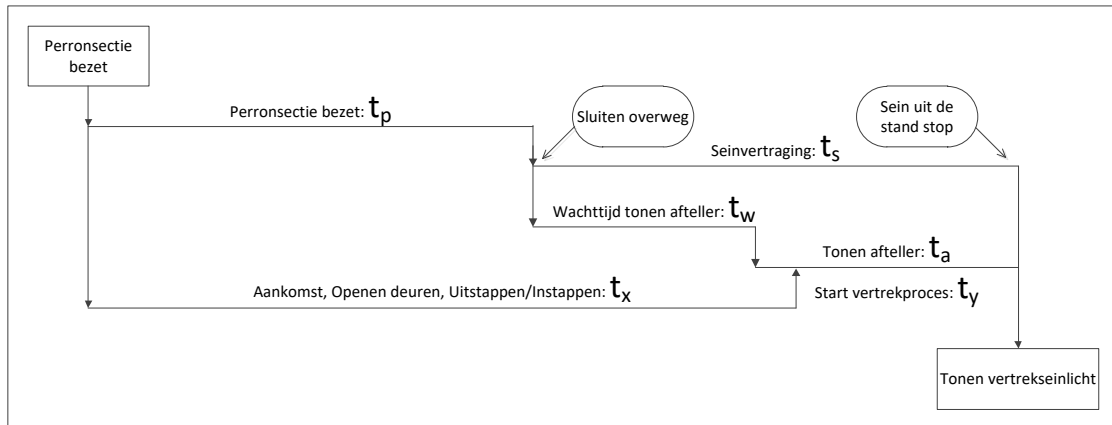 Perronsectie
bezet
Perronsectie bezet: tp
Sluiten overweg
Sein uit de
stand stop
Seinvertraging: ts
Wachttijd tonen afteller: tw
Tonen afteller: ta
Aankomst, Openen deuren, Uitstappen/Instappen: tx
Start vertrekproces: ty
Tonen vertrekseinlicht